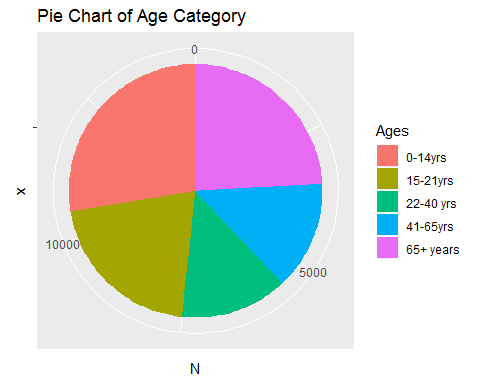 Pie Chart of Age Category
0
5000
10000
x
N
Ages
0-14yrs
15-21yrs
22-40 yrs
41-65yrs
65+ years